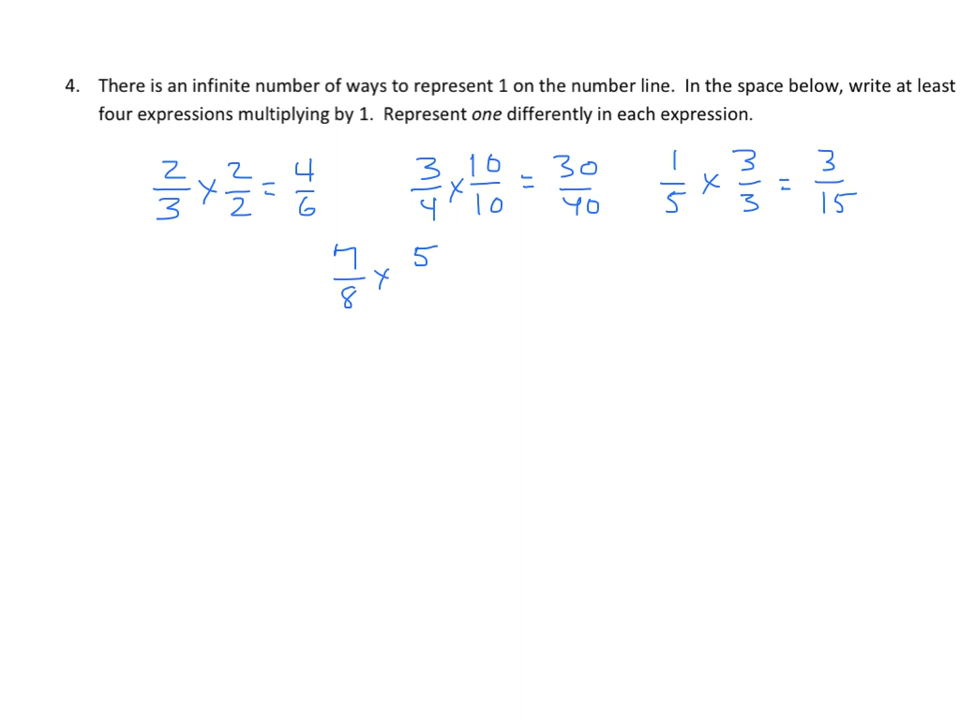 4. There is an infinite number of ways to represent 1 on the number line. In the space below, write at least
four expressions multiplying by 1. Represent one differently in each expression.
2/3 × 2/2 = 4/6 3/4 × 10/10 = 30/40 1/5 × 3/3 = 3/15
7/8 × 5